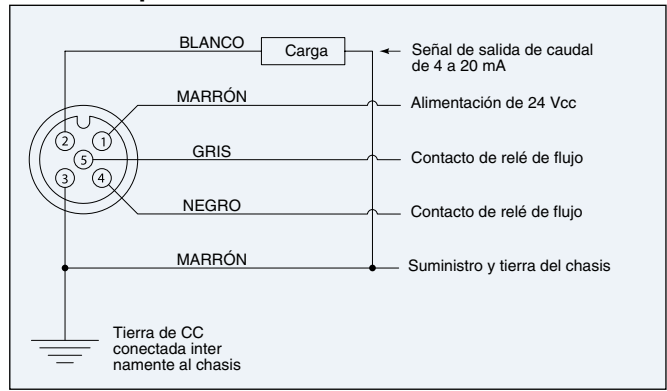 BLANCO
Carga
Señal de salida de caudal
de 4 a 20 mA
MARRÓN
Alimentación de 24 Vcc
2
1
GRIS
5
Contacto de relé de flujo
3
4
NEGRO
Contacto de relé de flujo
MARRÓN
Suministro y tierra del chasis
Tierra de CC
conectada inter
namente al chasis